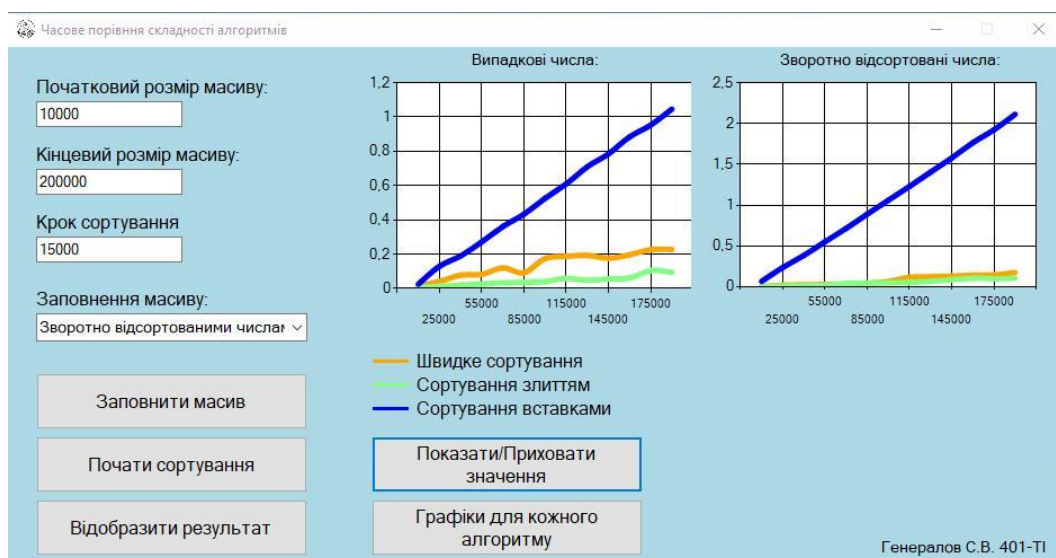 Часове порівння складності алгоритмів
Початковий розмір масиву:
10000
Кінцевий розмір масиву:
200000
Крок сортування
15000
Заповнення масиву:
Зворотно відсортованими числам
Заповнити масив
Почати сортування
Відобразити результат
Випадкові числа:
1,2
1
0,8
0,6
0,4
0,2
0
55000 115000 175000
25000 85000 145000
Зворотно відсортовані числа:
2,5
2
1,5
1
0,5
0
55000 115000 175000
25000 85000 145000
Швидке сортування
Сортування злиттям
Сортування вставками
Показати/Приховати
значення
Графіки для кожного
алгоритму
Генералов С.В. 401-ТІ